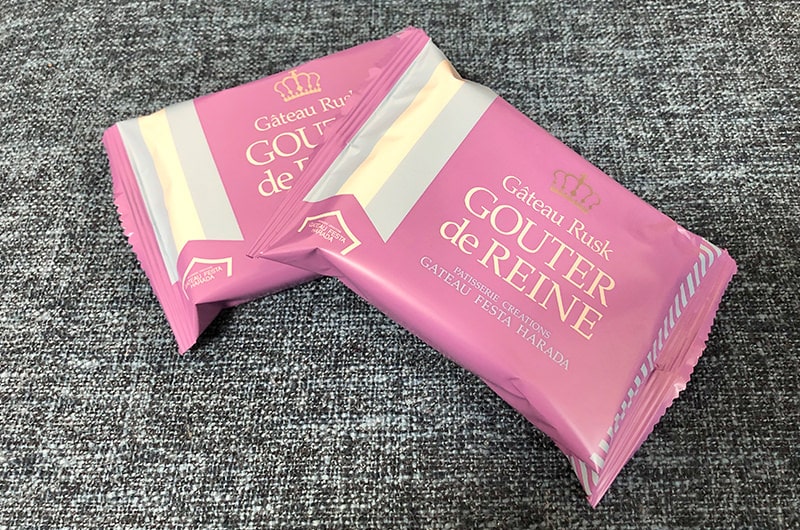 Gâteau Rusk
GOUTER
de REINE
PATISSERIE CREATIONS
GATEAU FESTA HARADA
GATEAU FESTA
HARADA
Gâteau Rusk
GOU
de
GATEAU FESTA
HARADA